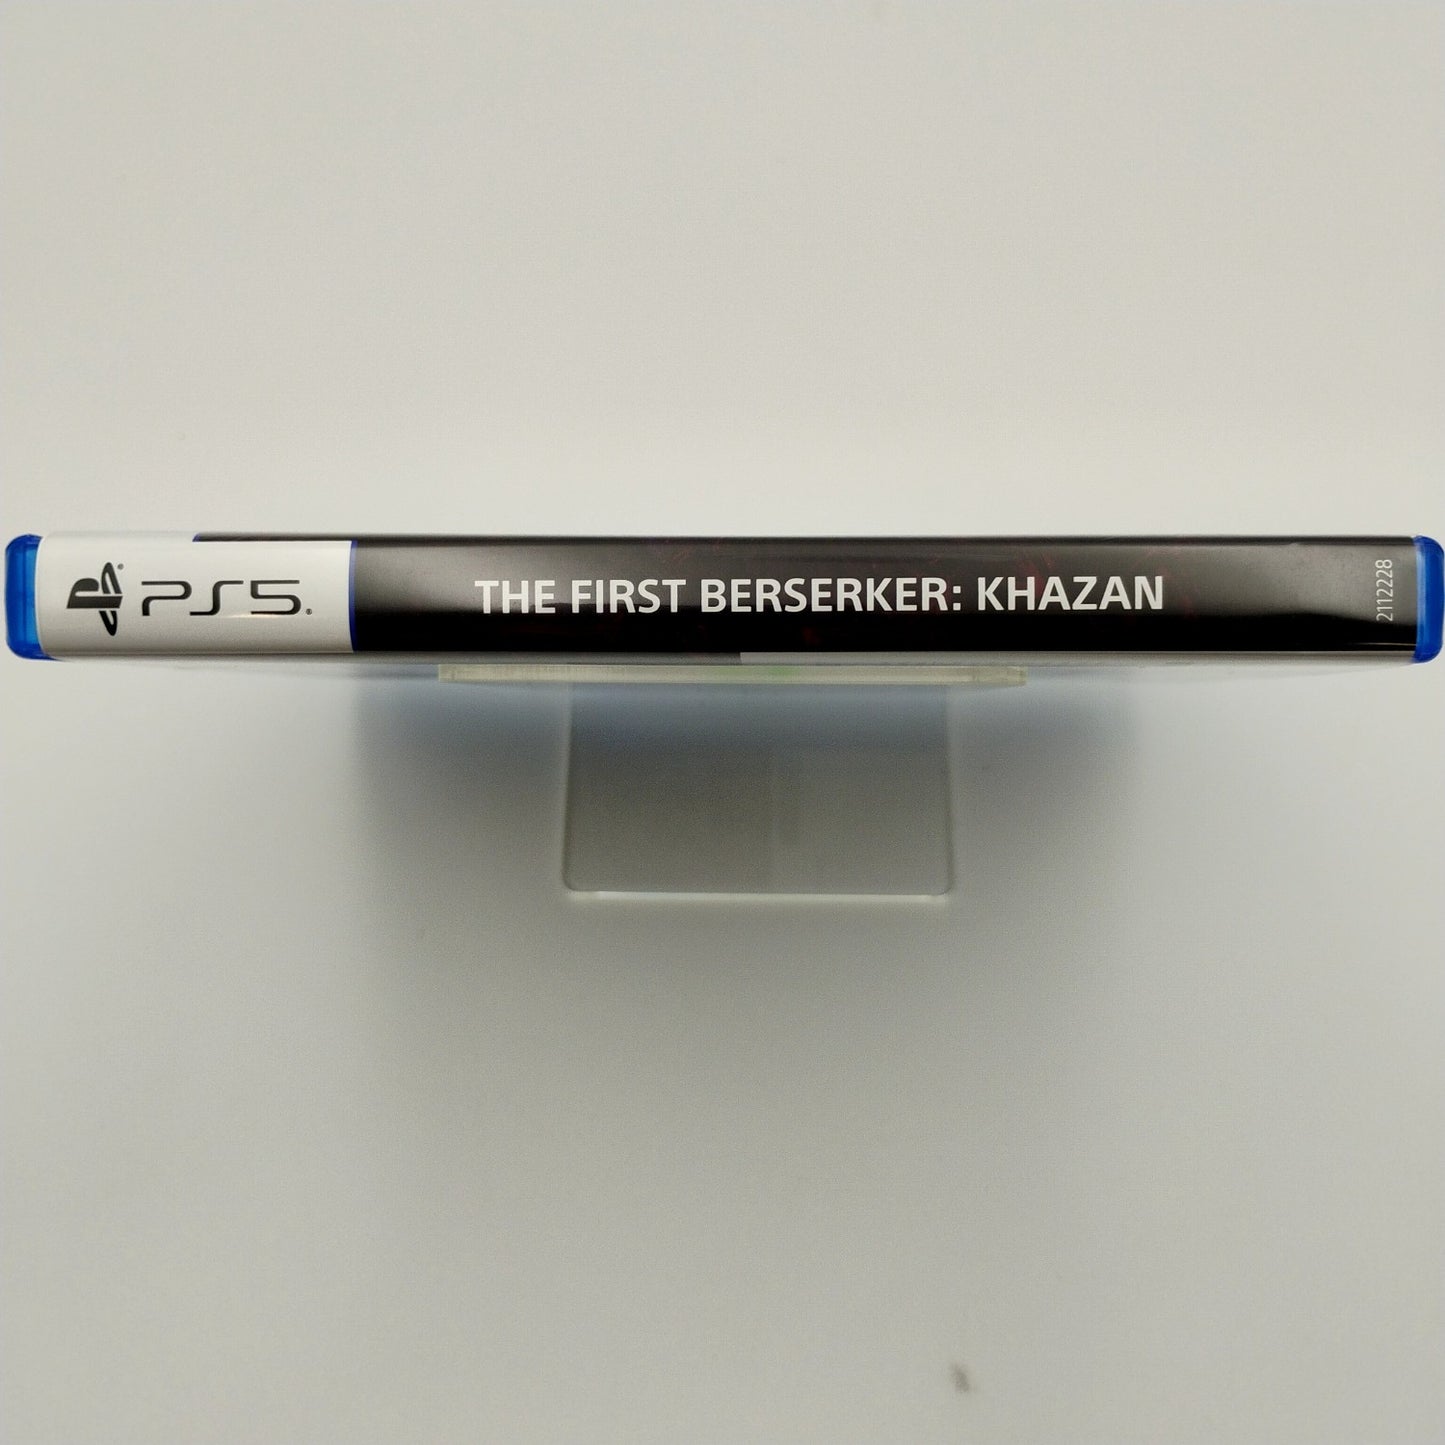 PS5
THE FIRST BERSERKER: KHAZAN
2112228